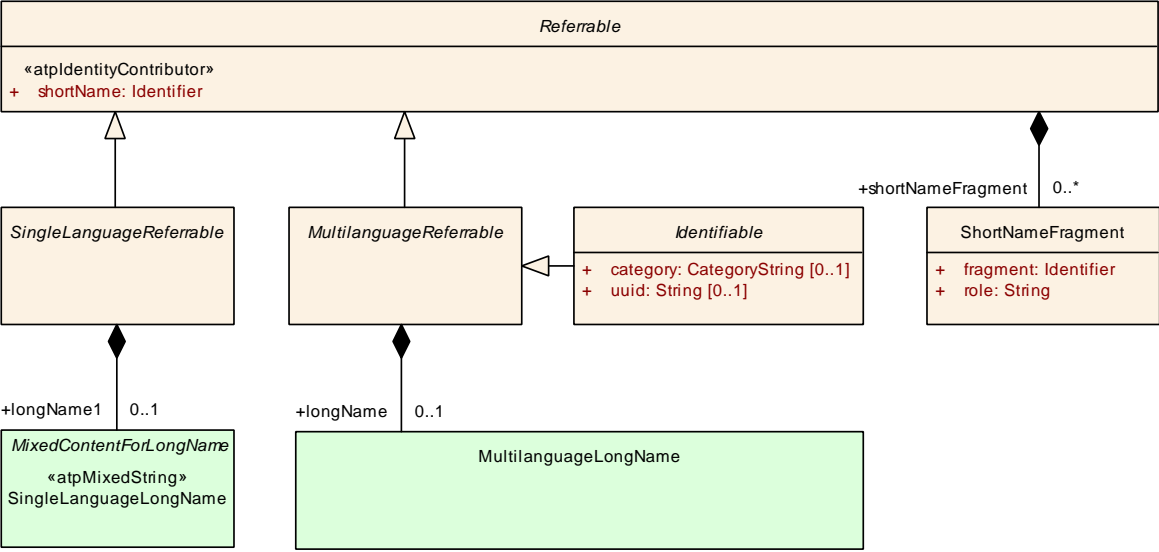 Referrable
«atpIdentityContributor»
+ shortName: Identifier
+shortNameFragment 0..*
SingleLanguageReferrable
MultilanguageReferrable
Identifiable
+ category: CategoryString [0..1]
+ uuid: String [0..1]
ShortNameFragment
+ fragment: Identifier
+ role: String
+longName1 0..1
+longName 0..1
MixedContentForLongName
«atpMixedString»
SingleLanguageLongName
MultilanguageLongName